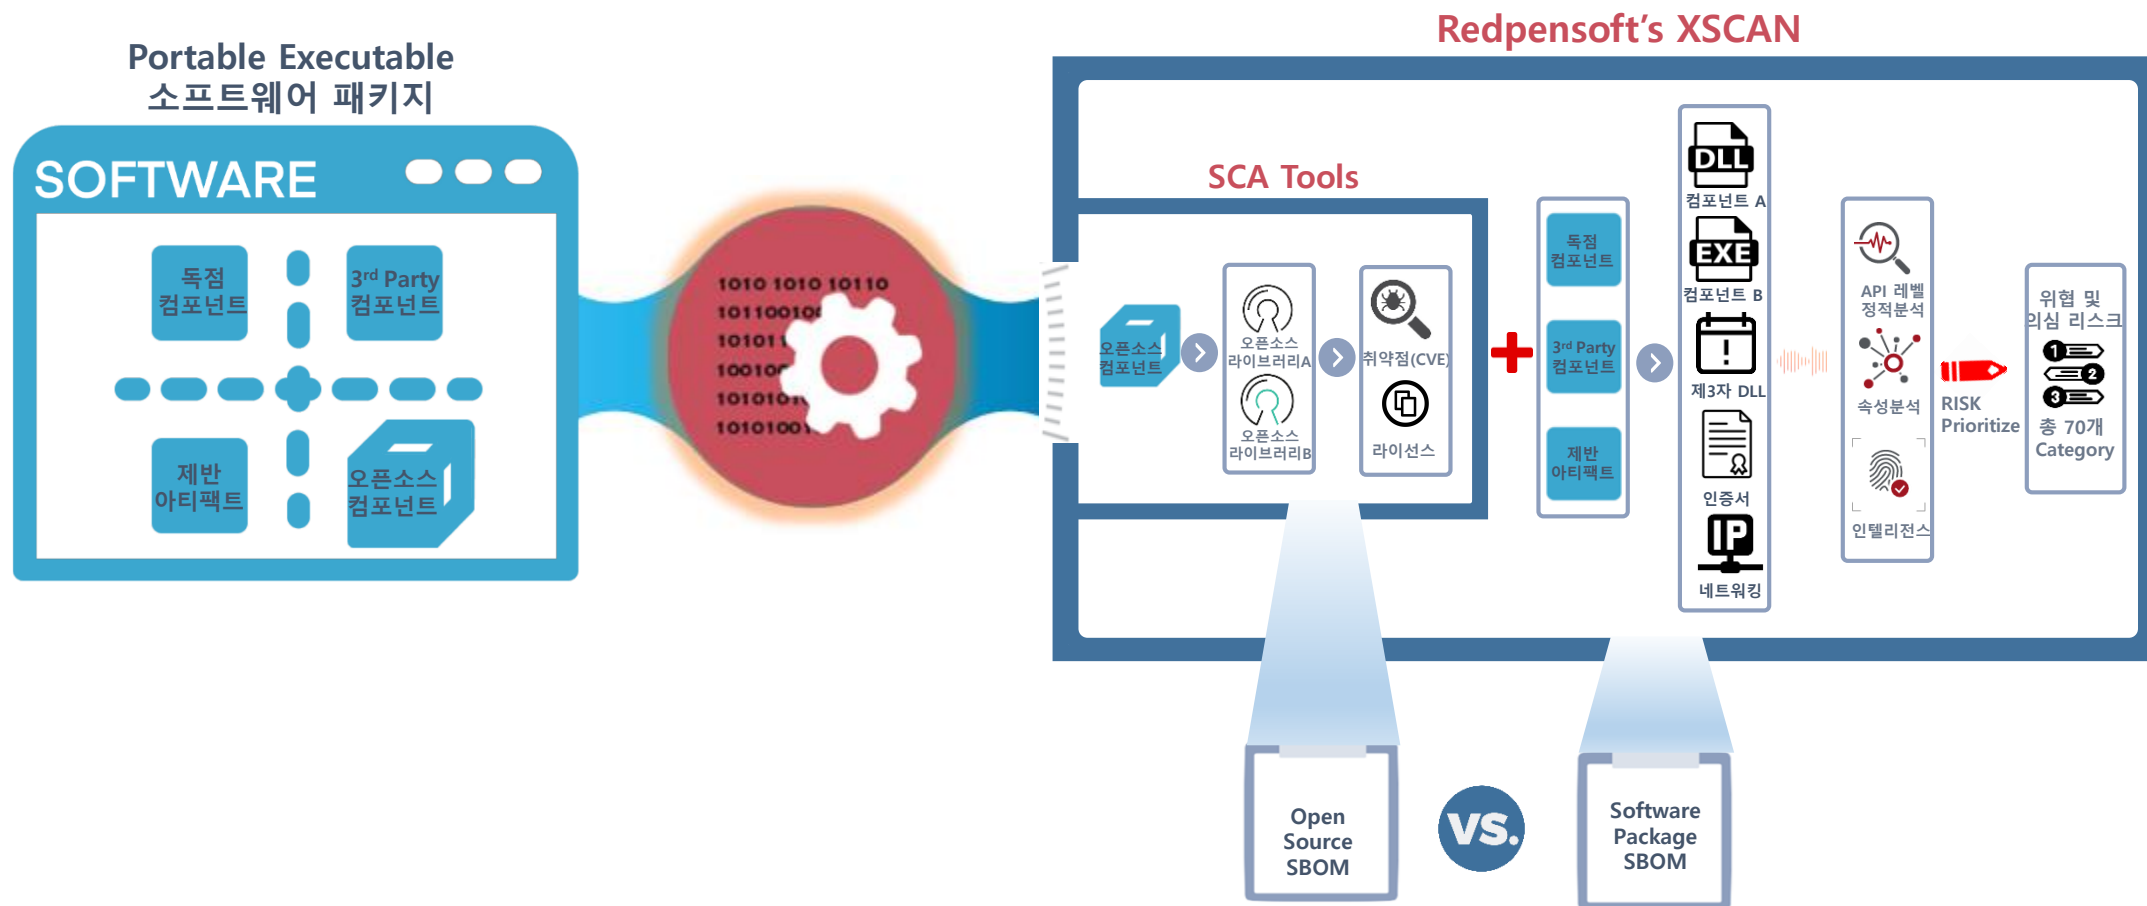 Redpensoft's XSCAN
Portable Executable
소프트웨어 패키지
SOFTWARE
독점
컴포넌트
3rd Party
컴포넌트
제반
아티팩트
오픈소스
컴포넌트
1010 1010 10110
10110010
10101
10010
101010
1010100
SCA Tools
오픈소스
컴포넌트
오픈소스
라이브러리A
오픈소스
라이브러리B
취약점(CVE)
라이선스
독점
컴포넌트
3rd Party
컴포넌트
제반
아티팩트
DLL
컴포넌트 A
EXE
컴포넌트 B
제3자 DLL
인증서
IP
네트워킹
API 레벨
정적분석
속성분석
인텔리전스
RISK
Prioritize
위협 및
의심 리스크
1
2
3
총 70개
Category
Open
Source
SBOM
VS.
Software
Package
SBOM